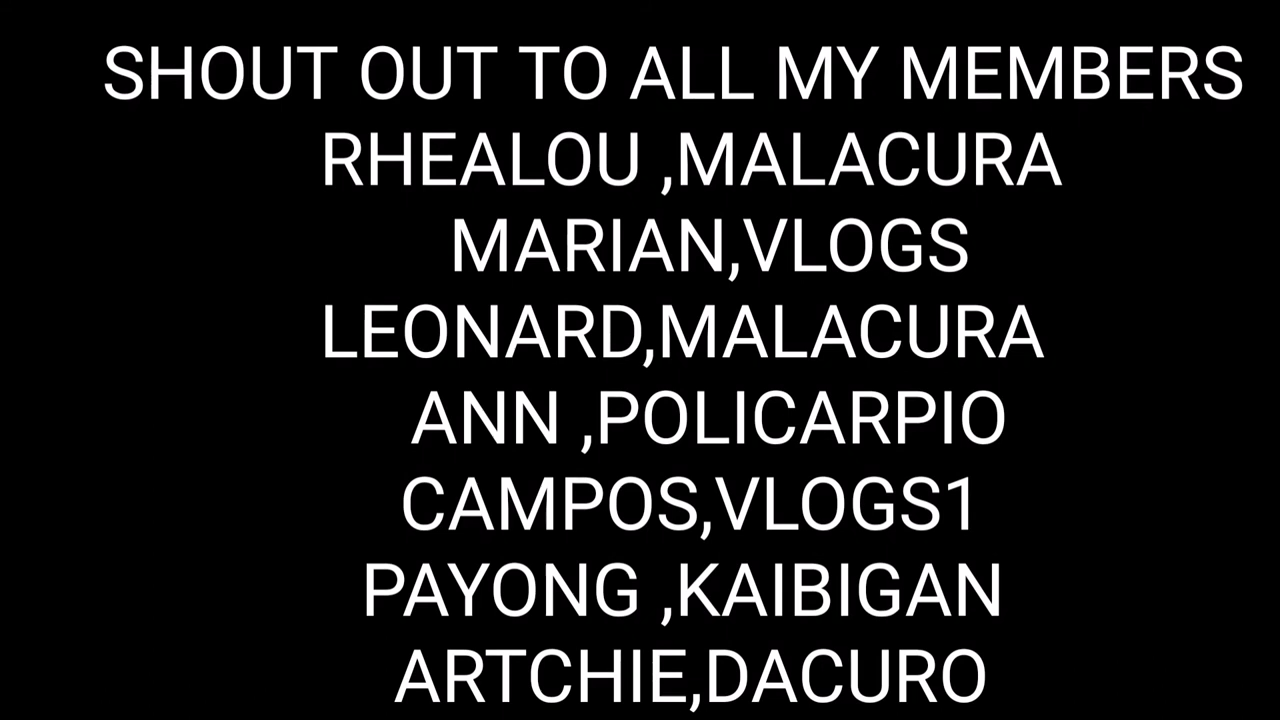 SHOUT OUT TO ALL MY MEMBERS
RHEALOU ,MALACURA
MARIAN,VLOGS
LEONARD,MALACURA
ANN ,POLICARPIO
CAMPOS,VLOGS1
PAYONG ,KAIBIGAN
ARTCHIE,DACURO